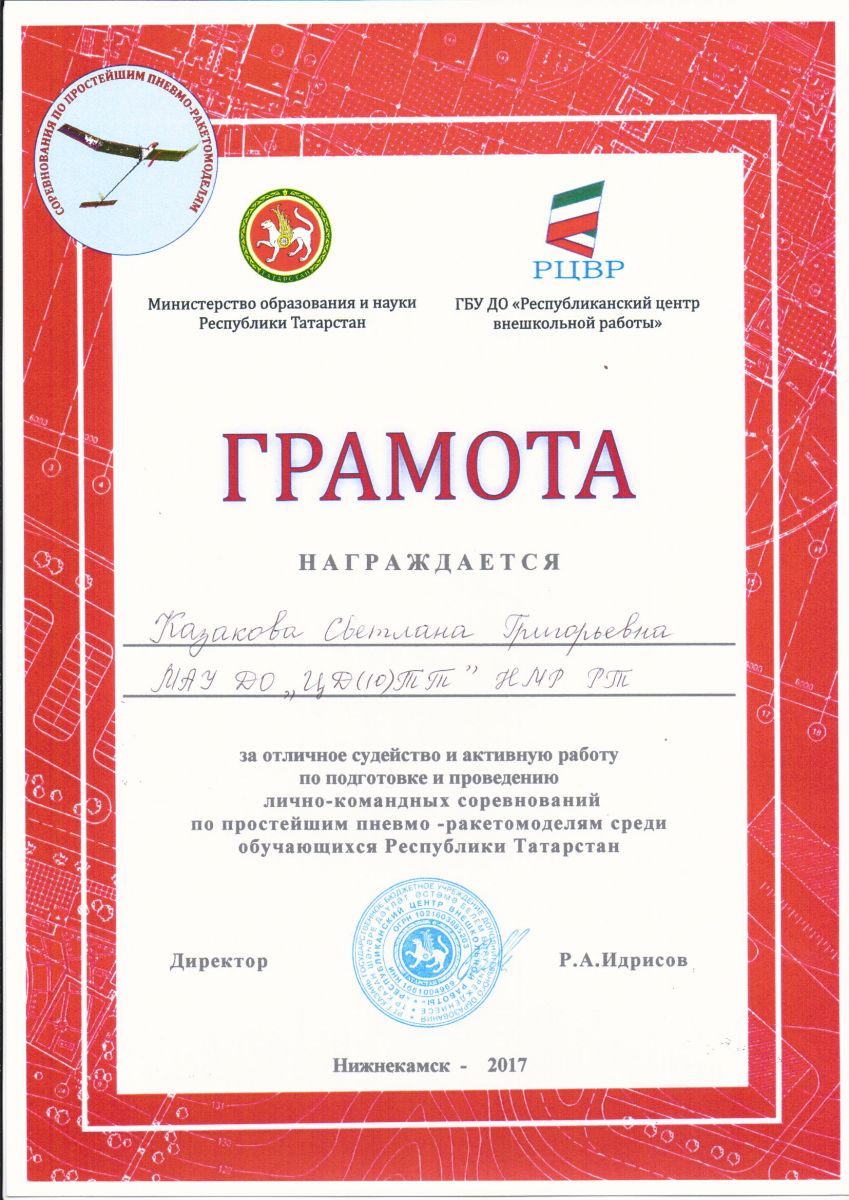 СОРЕВНОВАНИЯ ПО ПРОСТЕЙШИМ ПНЕВМО-РАКЕТОМОДЕЛЯМ
ТАТАРСТАН
РЦВР
Министерство образования и науки
Республики Татарстан
ГБУ ДО «Республиканский центр
внешкольной работы»
ГРАМОТА
НАГРАЖДАЕТСЯ
Казакова Светлана Григорьевна
МАУ ДО „ЦД(Ю)ТТ” НМР РТ
за отличное судейство и активную работу
по подготовке и проведению
лично-командных соревнований
по простейшим пневмо -ракетомоделям среди
обучающихся Республики Татарстан
Директор
Р.А.Идрисов
Нижнекамск - 2017